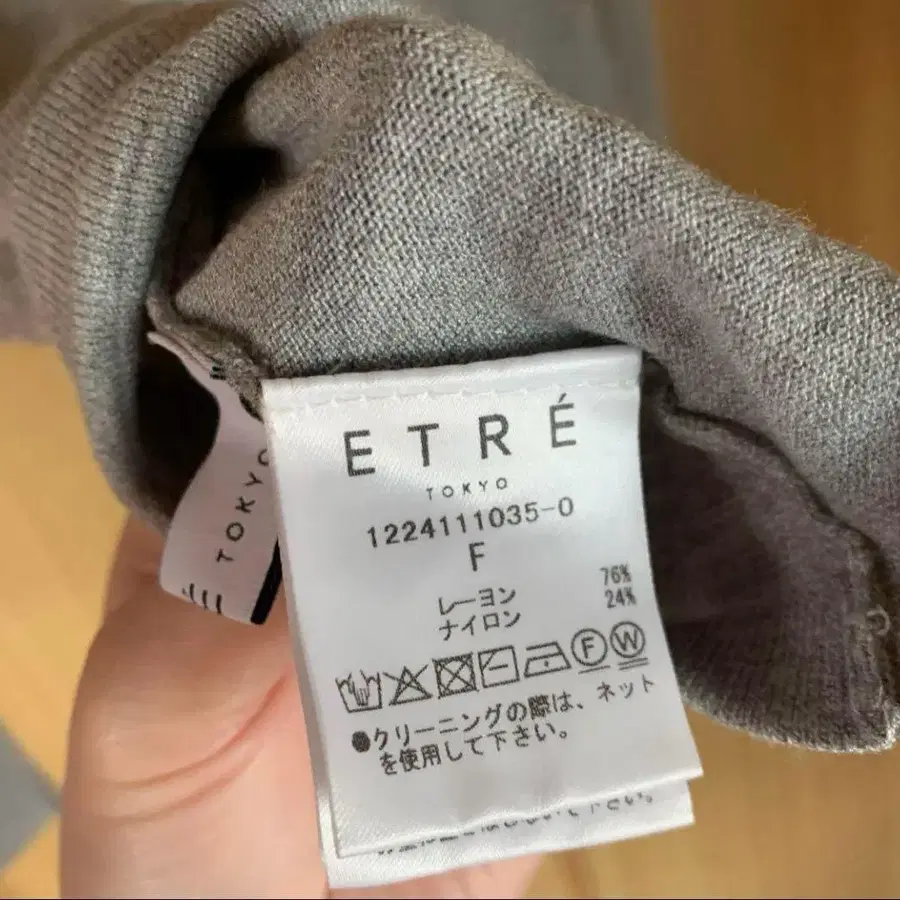 ETRÉ
TOKYO
1224111035-0
F
レーヨン 76%
ナイロン 24%
F W
●クリーニングの際は、ネット
を使用して下さい。
TOKYO